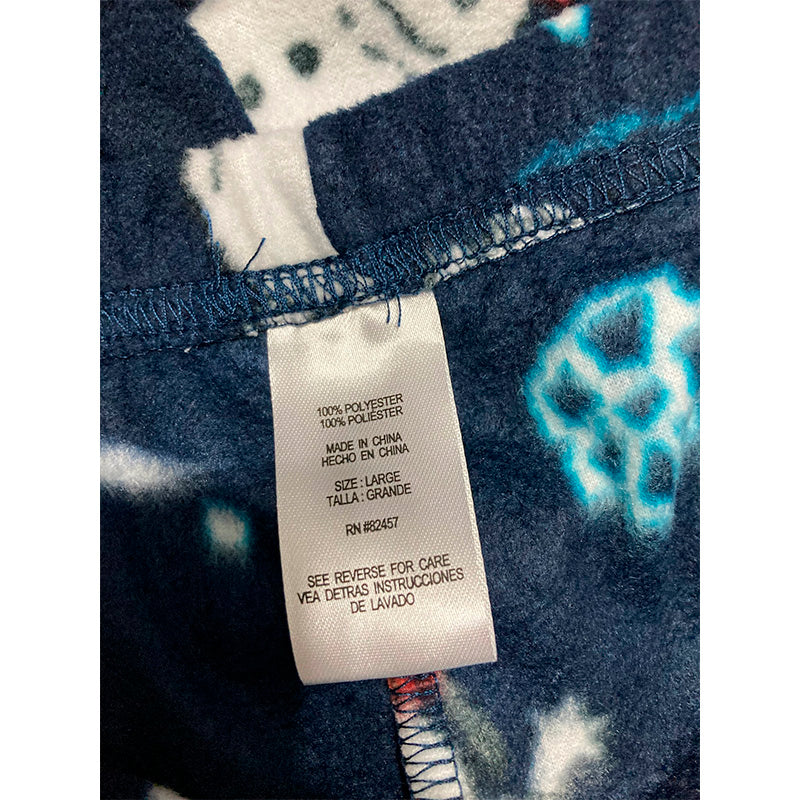 100% POLYESTER
100% POLIÉSTER
MADE IN CHINA
HECHO EN CHINA
SIZE : LARGE
TALLA : GRANDE
RN #82457
SEE REVERSE FOR CARE
VEA DETRAS INSTRUCCIONES
DE LAVADO